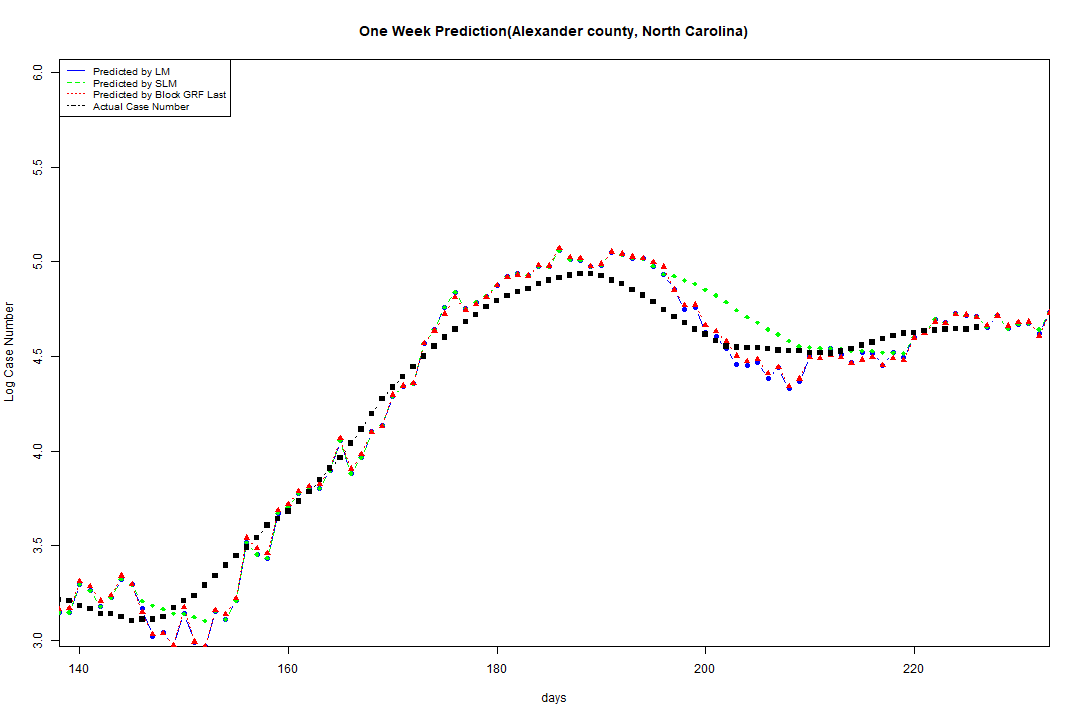 One Week Prediction(Alexander county, North Carolina)
Predicted by LM
Predicted by SLM
Predicted by Block GRF Last
Actual Case Number
6.0
5.5
5.0
4.5
4.0
3.5
3.0
Log Case Number
140 160 180 200 220
days